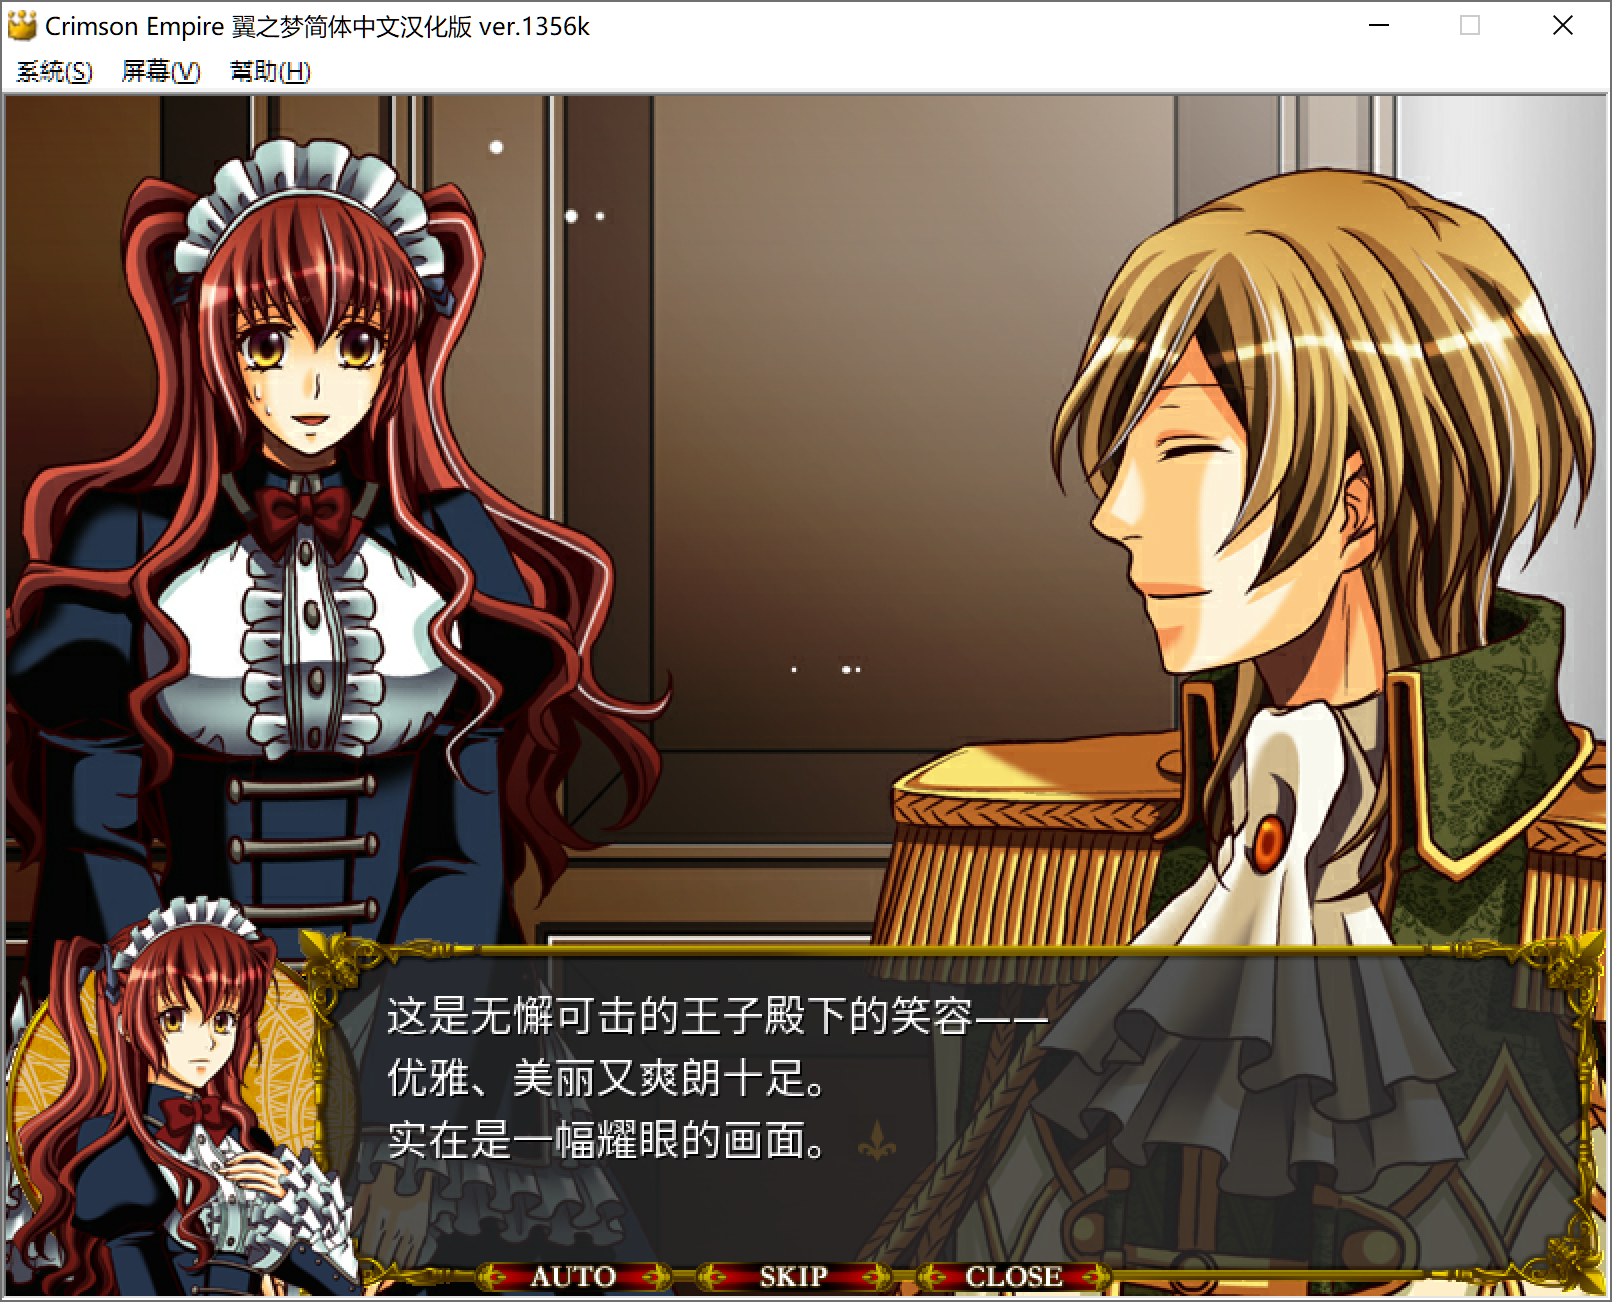 Crimson Empire 翼之梦简体中文汉化版 ver.1356k
系統(S) 屏幕(V) 幫助(H)
这是无懈可击的王子殿下的笑容——
优雅、美丽又爽朗十足。
实在是一幅耀眼的画面。
AUTO SKIP CLOSE